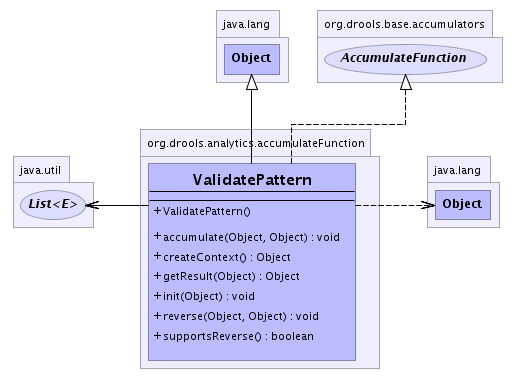 java.lang
Object
org.drools.base.accumulators
AccumulateFunction
org.drools.analytics.accumulateFunction
ValidatePattern
+ ValidatePattern()
+ accumulate(Object, Object) : void
+ createContext() : Object
+ getResult(Object) : Object
+ init(Object) : void
+ reverse(Object, Object) : void
+ supportsReverse() : boolean
java.util
List<E>
java.lang
Object